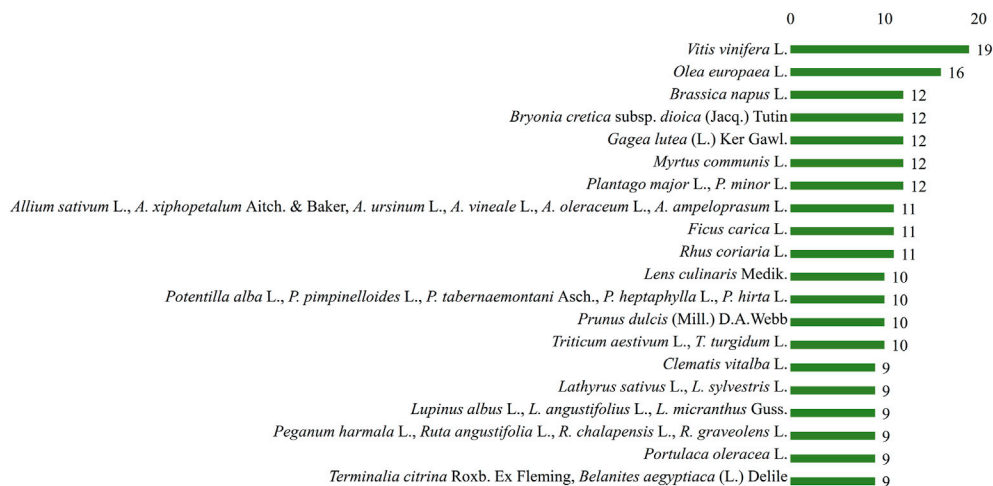 0 10 20
Vitis vinifera L. 19
Olea europaea L. 16
Brassica napus L. 12
Bryonia cretica subsp. dioica (Jacq.) Tutin 12
Gagea lutea (L.) Ker Gawl. 12
Myrtus communis L. 12
Plantago major L., P. minor L. 12
Allium sativum L., A. xiphopetalum Aitch. & Baker, A. ursinum L., A. vineale L., A. oleraceum L., A. ampeloprasum L. 11
Ficus carica L. 11
Rhus coriaria L. 11
Lens culinaris Medik. 10
Potentilla alba L., P. pimpinelloides L., P. tabernaemontani Asch., P. heptaphylla L., P. hirta L. 10
Prunus dulcis (Mill.) D.A.Webb 10
Triticum aestivum L., T. turgidum L. 10
Clematis vitalba L. 9
Lathyrus sativus L., L. sylvestris L. 9
Lupinus albus L., L. angustifolius L., L. micranthus Guss. 9
Peganum harmala L., Ruta angustifolia L., R. chalapensis L., R. graveolens L. 9
Portulaca oleracea L. 9
Terminalia citrina Roxb. Ex Fleming, Belanites aegyptiaca (L.) Delile 9